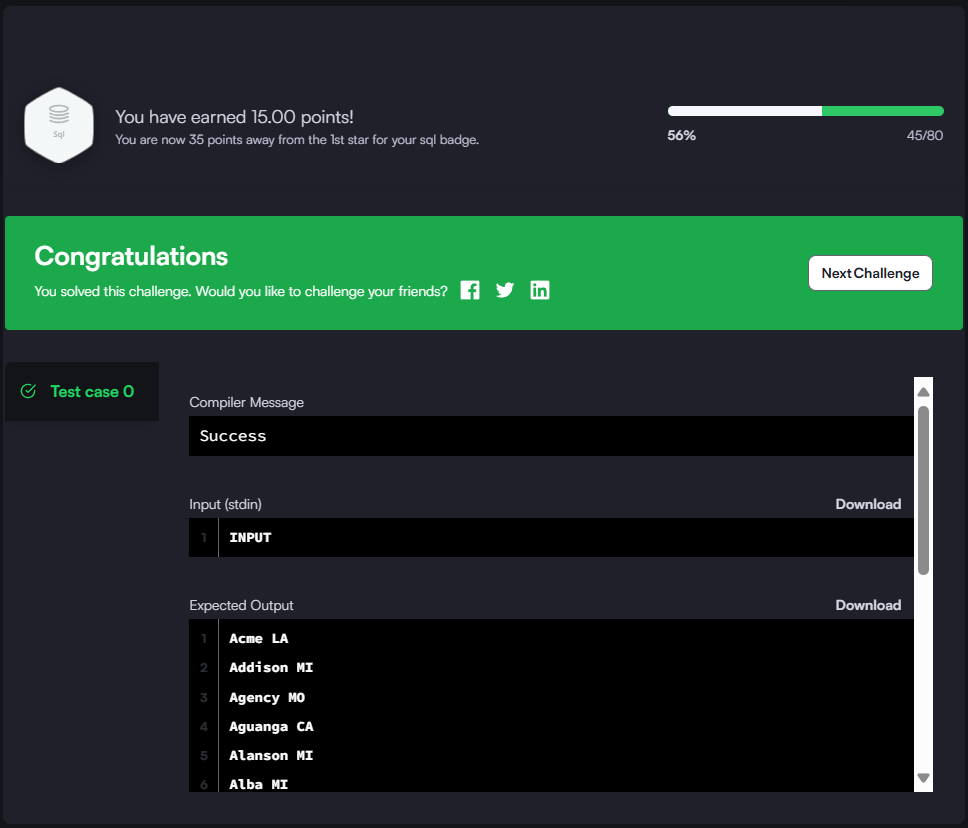 Sql
You have earned 15.00 points!
You are now 35 points away from the 1st star for your sql badge.
56%
45/80
Congratulations
You solved this challenge. Would you like to challenge your friends?
Next Challenge
Test case 0
Compiler Message
Success
Input (stdin)
Download
1 INPUT
Expected Output
Download
1 Acme LA
2 Addison MI
3 Agency MO
4 Aguanga CA
5 Alanson MI
6 Alba MI